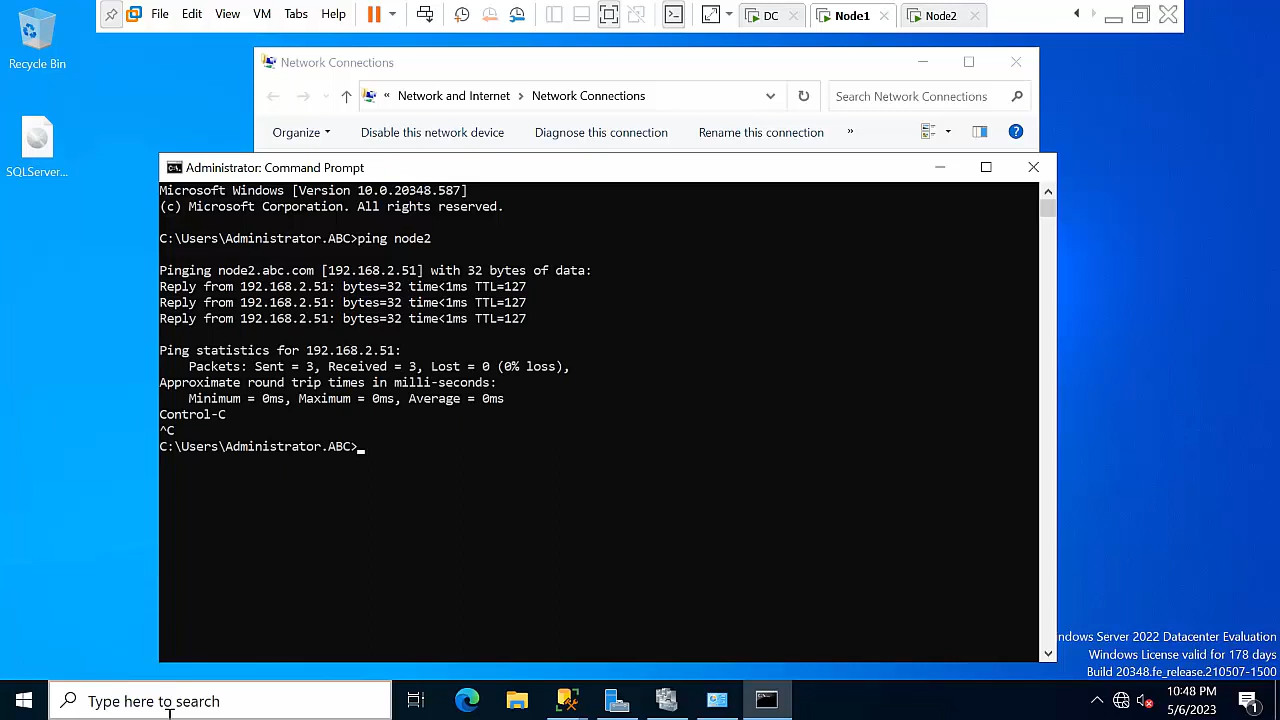 File Edit View VM Tabs Help DC Node1 Node2
Recycle Bin
Network Connections
« Network and Internet > Network Connections Search Network Connections
Organize Disable this network device Diagnose this connection Rename this connection »
SQLServer...
Administrator: Command Prompt
Microsoft Windows [Version 10.0.20348.587]
(c) Microsoft Corporation. All rights reserved.
C:\Users\Administrator.ABC>ping node2
Pinging node2.abc.com [192.168.2.51] with 32 bytes of data:
Reply from 192.168.2.51: bytes=32 time<1ms TTL=127
Reply from 192.168.2.51: bytes=32 time<1ms TTL=127
Reply from 192.168.2.51: bytes=32 time<1ms TTL=127
Ping statistics for 192.168.2.51:
Packets: Sent = 3, Received = 3, Lost = 0 (0% loss),
Approximate round trip times in milli-seconds:
Minimum = 0ms, Maximum = 0ms, Average = 0ms
Control-C
^C
C:\Users\Administrator.ABC>
ndows Server 2022 Datacenter Evaluation
Windows License valid for 178 days
Build 20348.fe_release.210507-1500
Type here to search
10:48 PM
5/6/2023
1